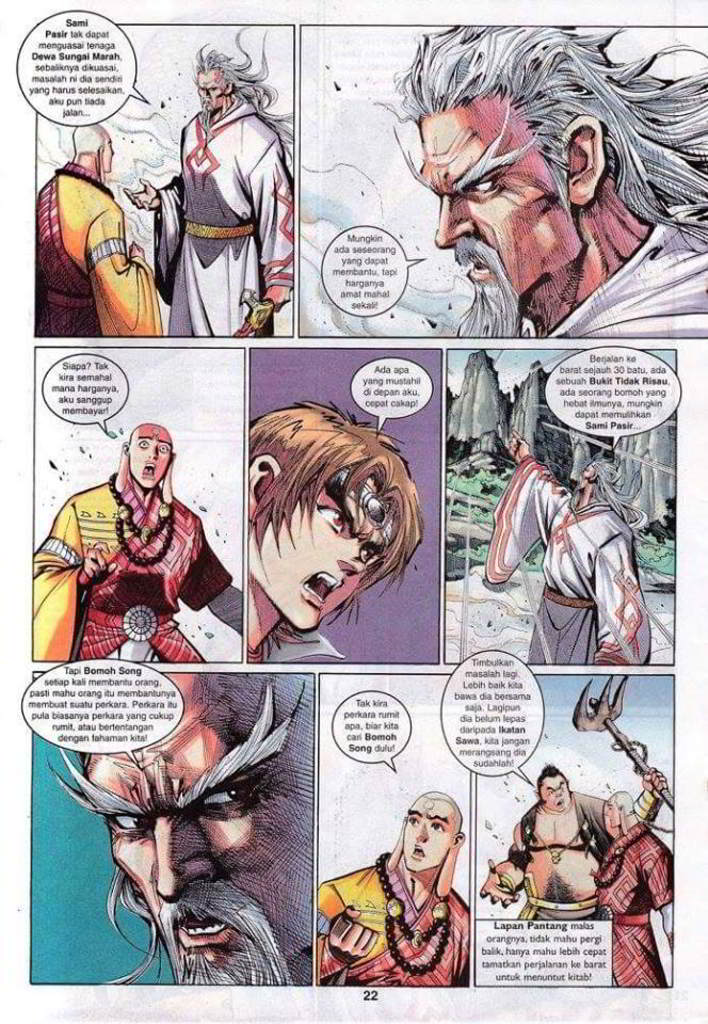 Sami
Pasir tak dapat
menguasai tenaga
Dewa Sungai Marah,
sebaliknya dikuasai,
masalah ni dia sendiri
yang harus selesaikan,
aku pun tiada
jalan...
Mungkin
ada seseorang
yang dapat
membantu, tapi
harganya
amat mahal
sekali!
Siapa? Tak
kira semahal
mana harganya,
aku sanggup
membayar!
Ada apa
yang mustahil
di depan aku,
cepat cakap!
Berjalan ke
barat sejauh 30 batu, ada
sebuah Bukit Tidak Risau,
ada seorang bomoh yang
hebat ilmunya, mungkin
dapat memulihkan
Sami Pasir...
Tapi Bomoh Song
setiap kali membantu orang,
pasti mahu orang itu membantunya
membuat suatu perkara. Perkara itu
pula biasanya perkara yang cukup
rumit, atau bertentangan
dengan fahaman kita!
Tak kira
perkara rumit
apa, biar kita
cari Bomoh
Song dulu!
Timbulkan
masalah lagi.
Lebih baik kita
bawa dia bersama
saja. Lagipun
dia belum lepas
daripada Ikatan
Sawa, kita jangan
merangsang dia
sudahlah!
Lapan Pantang malas
orangnya, tidak mahu pergi
balik, hanya mahu lebih cepat
tamatkan perjalanan ke barat
untuk menuntut kitab!
22